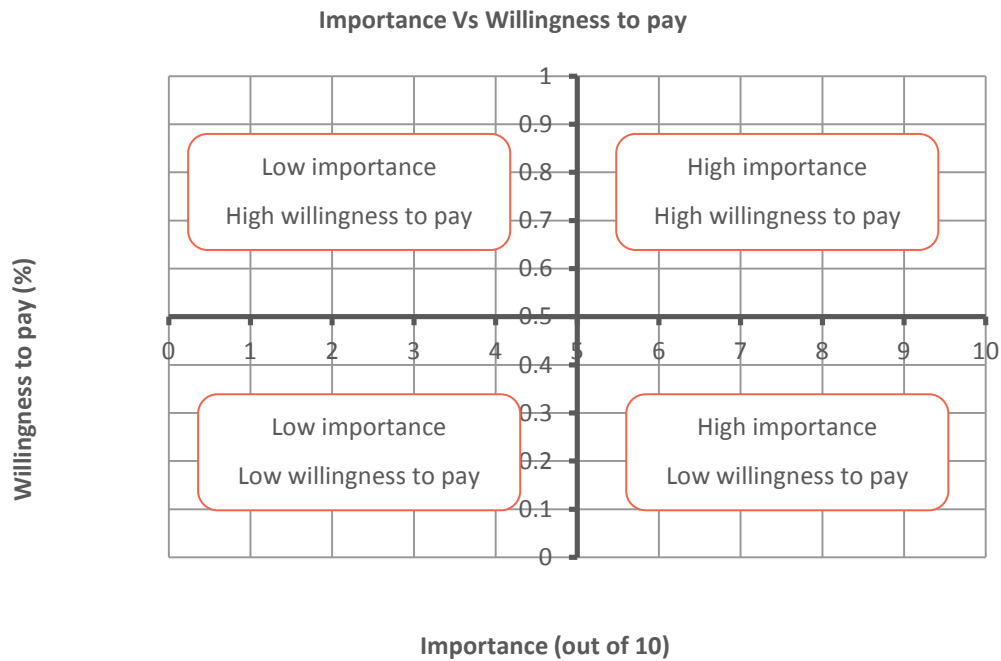 Importance Vs Willingness to pay
1
0.9
Low importance
High willingness to pay
0.8
0.7
High importance
High willingness to pay
0.6
Willingness to pay (%)
0.5
0 1 2 3 4 5 6 7 8 9 10
0.4
Low importance
Low willingness to pay
0.3
0.2
High importance
Low willingness to pay
0.1
0
Importance (out of 10)